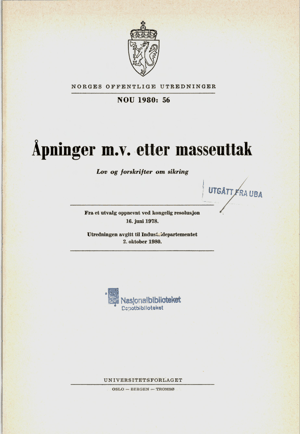 NORGES OFFENTLIGE UTREDNINGER
NOU 1980: 56
Åpninger m.v. etter masseuttak
Lov og forskrifter om sikring
UTGÅTT FRA UBA
Fra et utvalg oppnevnt ved kongelig resolusjon
16. juni 1978.
Utredningen avgitt til Industridepartementet
7. oktober 1980.
Nasjonalbiblioteket
Depotbiblioteket
UNIVERSITETSFORLAGET
OSLO — BERGEN — TROMSØ